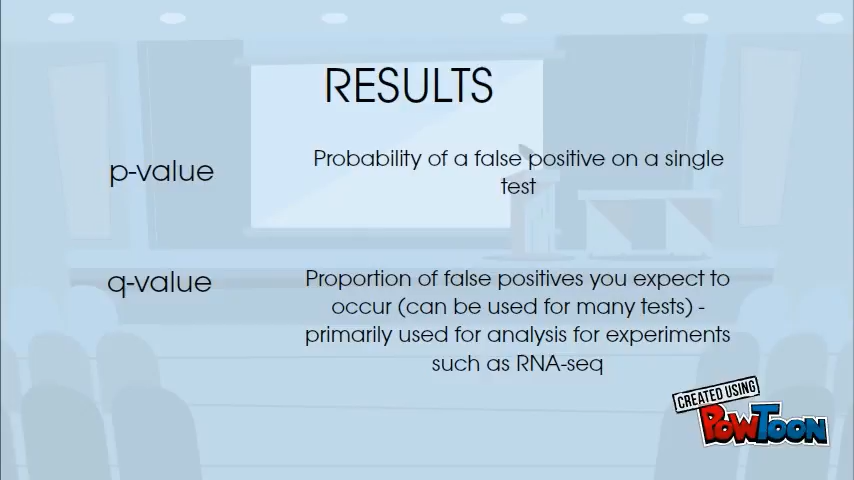 RESULTS
p-value
Probability of a false positive on a single
test
q-value
Proportion of false positives you expect to
occur (can be used for many tests) -
primarily used for analysis for experiments
such as RNA-seq
CREATED USING
POWTOON